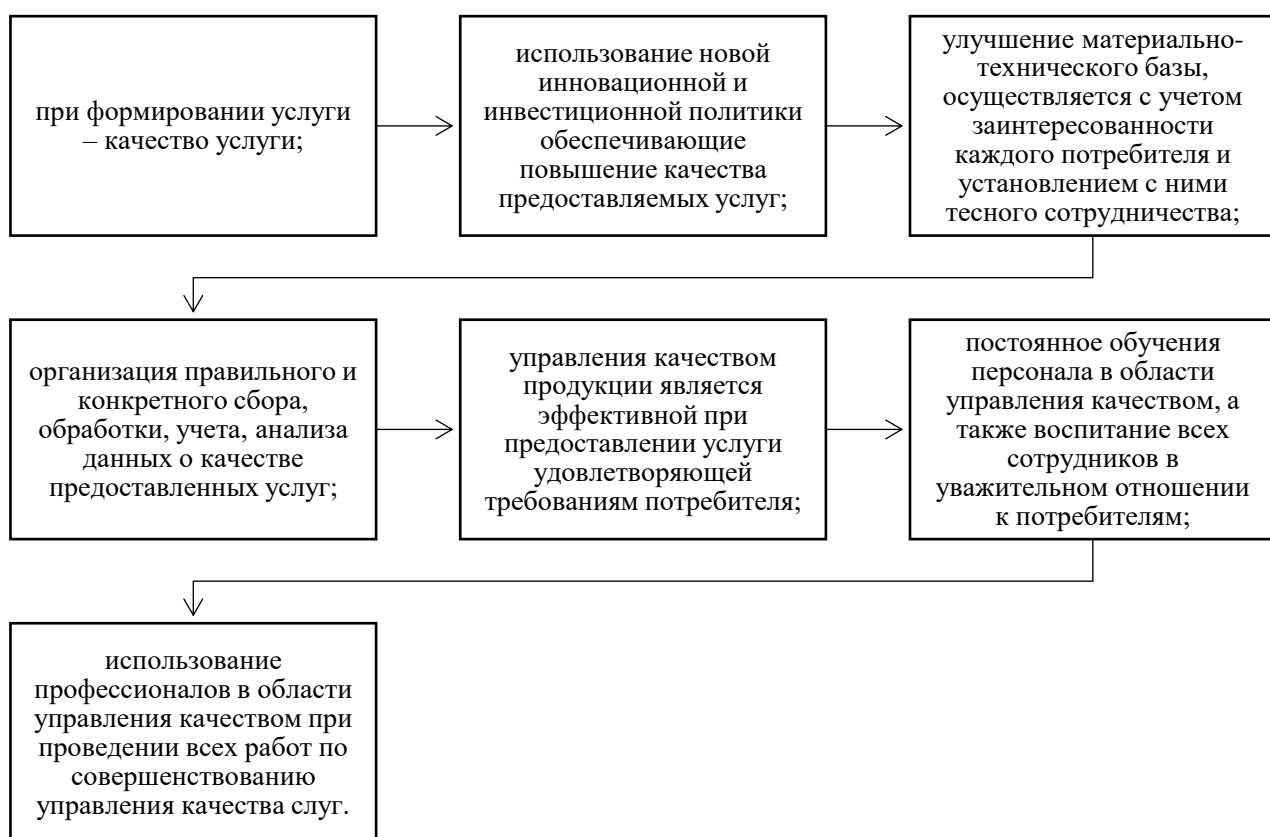 при формировании услуги
– качество услуги;
использование новой
инновационной и
инвестиционной политики
обеспечивающие
повышение качества
предоставляемых услуг;
улучшение материально-
технического базы,
осуществляется с учетом
заинтересованности
каждого потребителя и
установлением с ними
тесного сотрудничества;
организация правильного и
конкретного сбора,
обработки, учета, анализа
данных о качестве
предоставленных услуг;
управления качеством
продукции является
эффективной при
предоставлении услуги
удовлетворяющей
требованиям потребителя;
постоянное обучения
персонала в области
управления качеством, а
также воспитание всех
сотрудников в
уважительном отношении
к потребителям;
использование
профессионалов в области
управления качеством при
проведении всех работ по
совершенствованию
управления качества слуг.